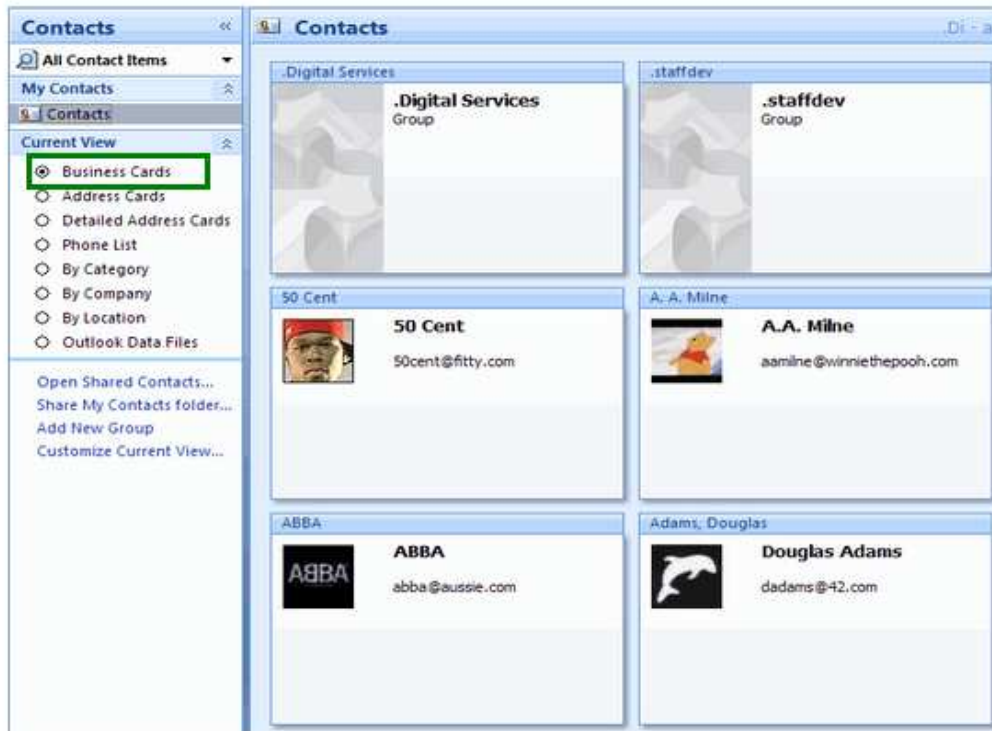 Contacts
All Contact Items
My Contacts
Contacts
Current View
Business Cards
Address Cards
Detailed Address Cards
Phone List
By Category
By Company
By Location
Outlook Data Files
Open Shared Contacts...
Share My Contacts folder...
Add New Group
Customize Current View...
Contacts
.Di - a
.Digital Services
.Digital Services
Group
.staffdev
.staffdev
Group
50 Cent
50 Cent
50cent@fitty.com
A. A. Milne
A.A. Milne
aamilne@winniethepooh.com
ABBA
ABBA
ABBA
abba@aussie.com
Adams, Douglas
Douglas Adams
dadams@42.com